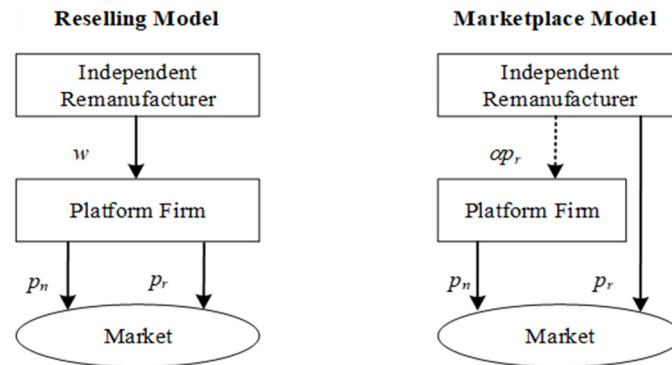 Reselling Model
Independent
Remanufacturer
w
Platform Firm
pn
pr
Market
Marketplace Model
Independent
Remanufacturer
αpr
Platform Firm
pn
pr
Market